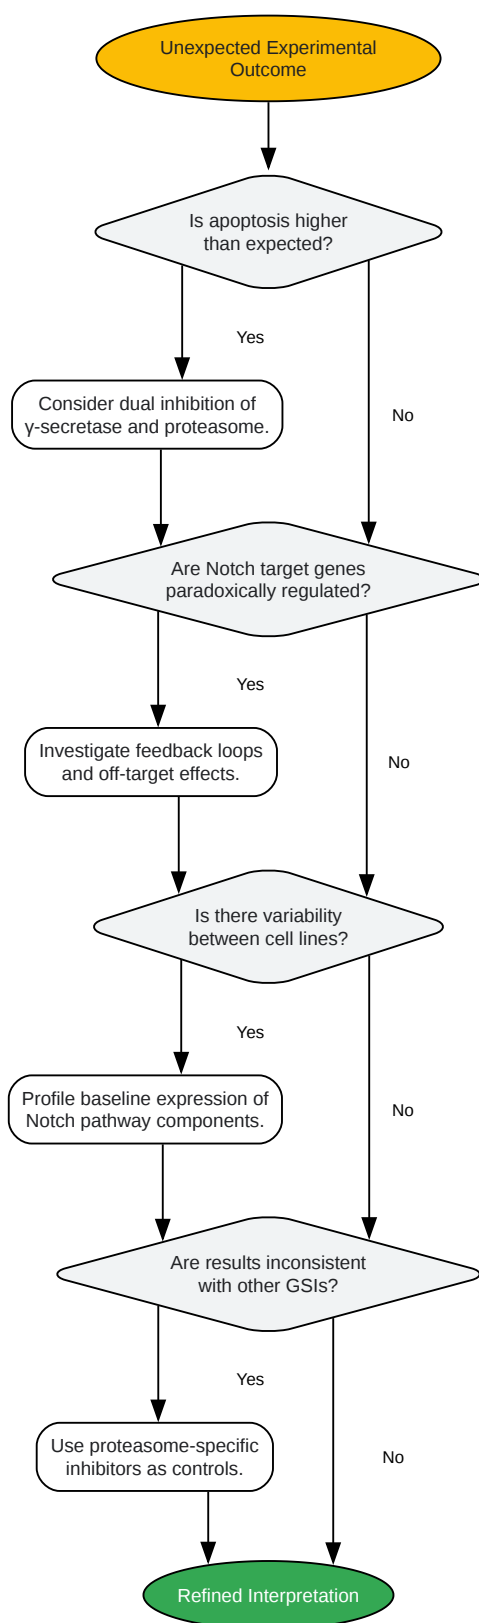 Unexpected Experimental
Outcome
Is apoptosis higher
than expected?
Yes
Consider dual inhibition of
γ-secretase and proteasome.
No
Are Notch target genes
paradoxically regulated?
Yes
Investigate feedback loops
and off-target effects.
No
Is there variability
between cell lines?
Yes
Profile baseline expression of
Notch pathway components.
No
Are results inconsistent
with other GSIs?
Yes
Use proteasome-specific
inhibitors as controls.
No
Refined Interpretation